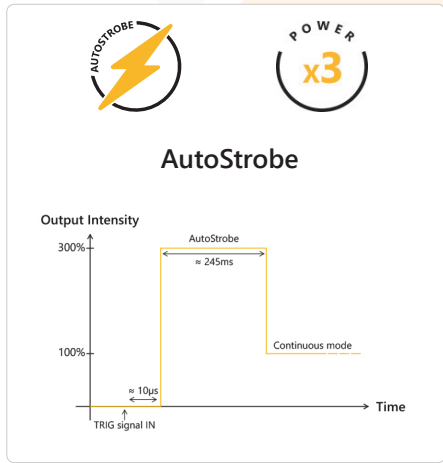 AUTOSTROBE
POWER
x3
AutoStrobe
Output Intensity
300%
AutoStrobe
≈ 245ms
100%
Continuous mode
≈ 10µs
Time
TRIG signal IN